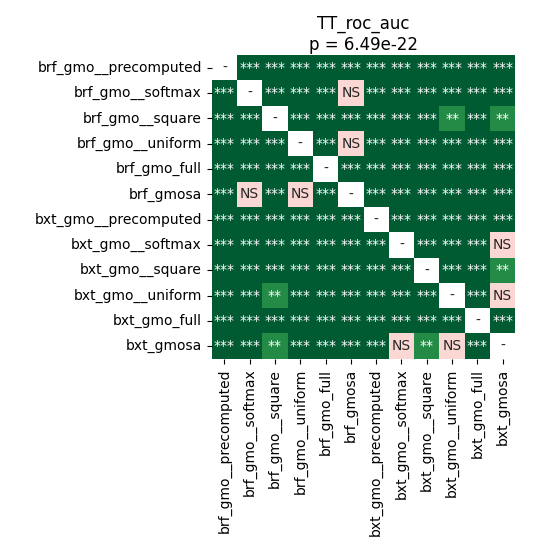 TT_roc_auc
p = 6.49e-22
brf_gmo__precomputed - *** *** *** *** *** *** *** *** *** *** ***
brf_gmo__softmax *** - *** *** *** NS *** *** *** *** *** ***
brf_gmo__square *** *** - *** *** *** *** *** *** ** *** **
brf_gmo__uniform *** *** *** - *** NS *** *** *** *** *** ***
brf_gmo_full *** *** *** *** - *** *** *** *** *** *** ***
brf_gmosa *** NS *** NS *** - *** *** *** *** *** ***
bxt_gmo__precomputed *** *** *** *** *** *** - *** *** *** *** ***
bxt_gmo__softmax *** *** *** *** *** *** *** - *** *** *** NS
bxt_gmo__square *** *** *** *** *** *** *** *** - *** *** **
bxt_gmo__uniform *** *** ** *** *** *** *** *** *** - *** NS
bxt_gmo_full *** *** *** *** *** *** *** *** *** *** - ***
bxt_gmosa *** *** ** *** *** *** *** NS ** NS *** -
brf_gmo__precomputed
brf_gmo__softmax
brf_gmo__square
brf_gmo__uniform
brf_gmo_full
brf_gmosa
bxt_gmo__precomputed
bxt_gmo__softmax
bxt_gmo__square
bxt_gmo__uniform
bxt_gmo_full
bxt_gmosa